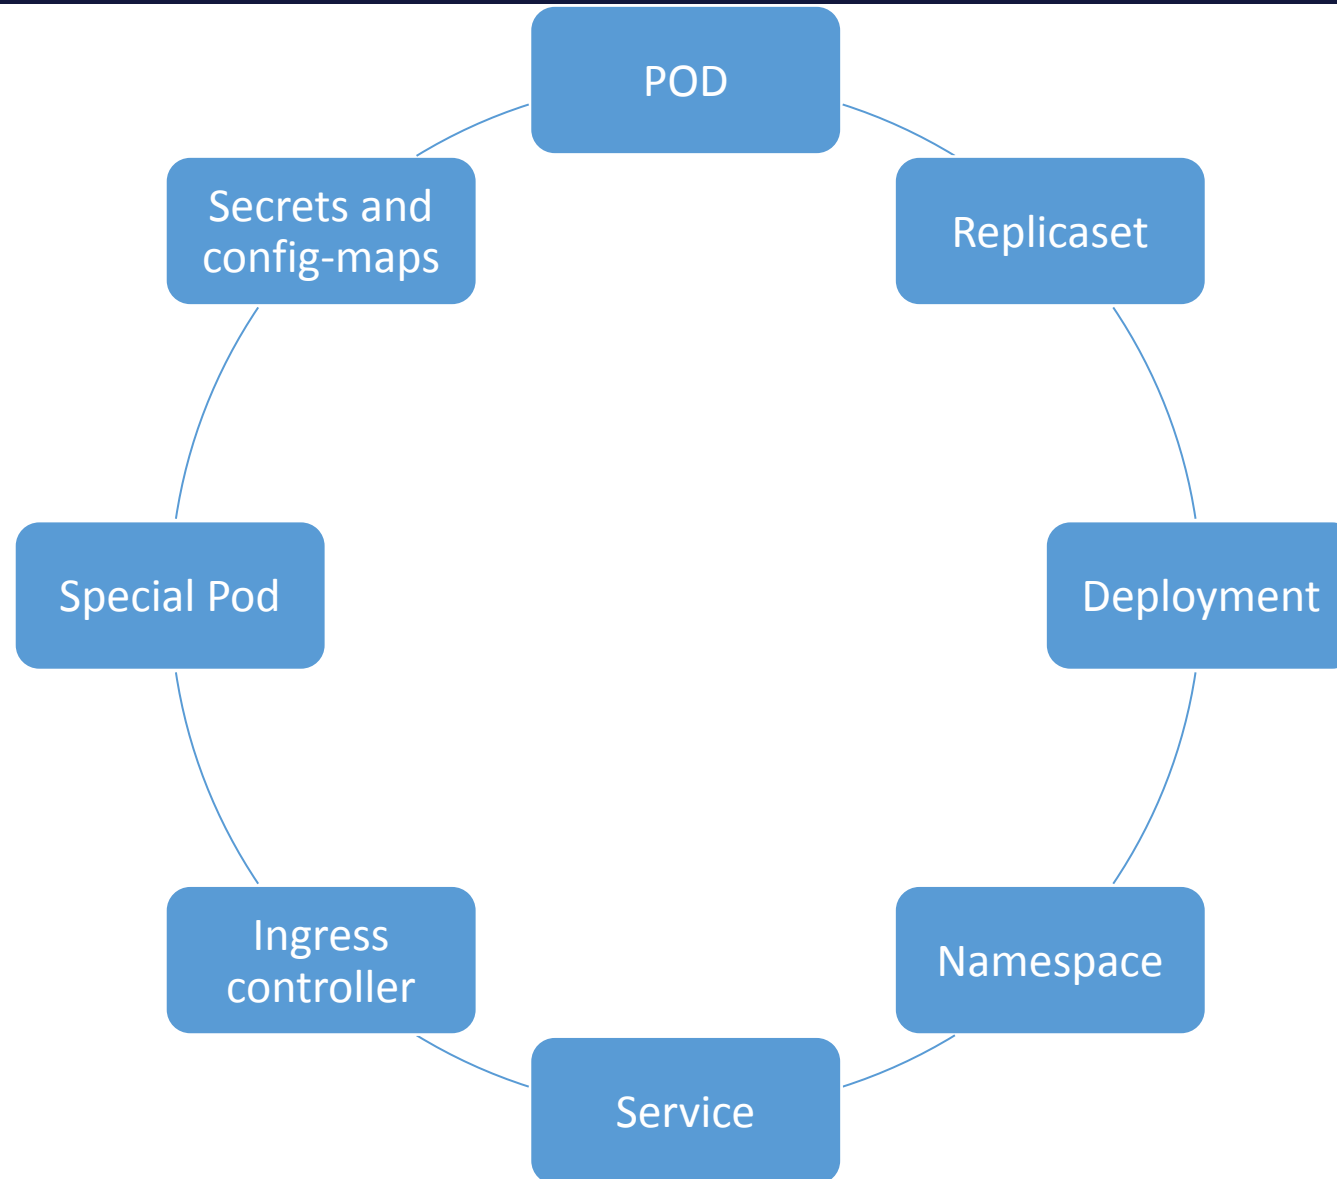 POD
Replicaset
Deployment
Namespace
Service
Ingress
controller
Special Pod
Secrets and
config-maps